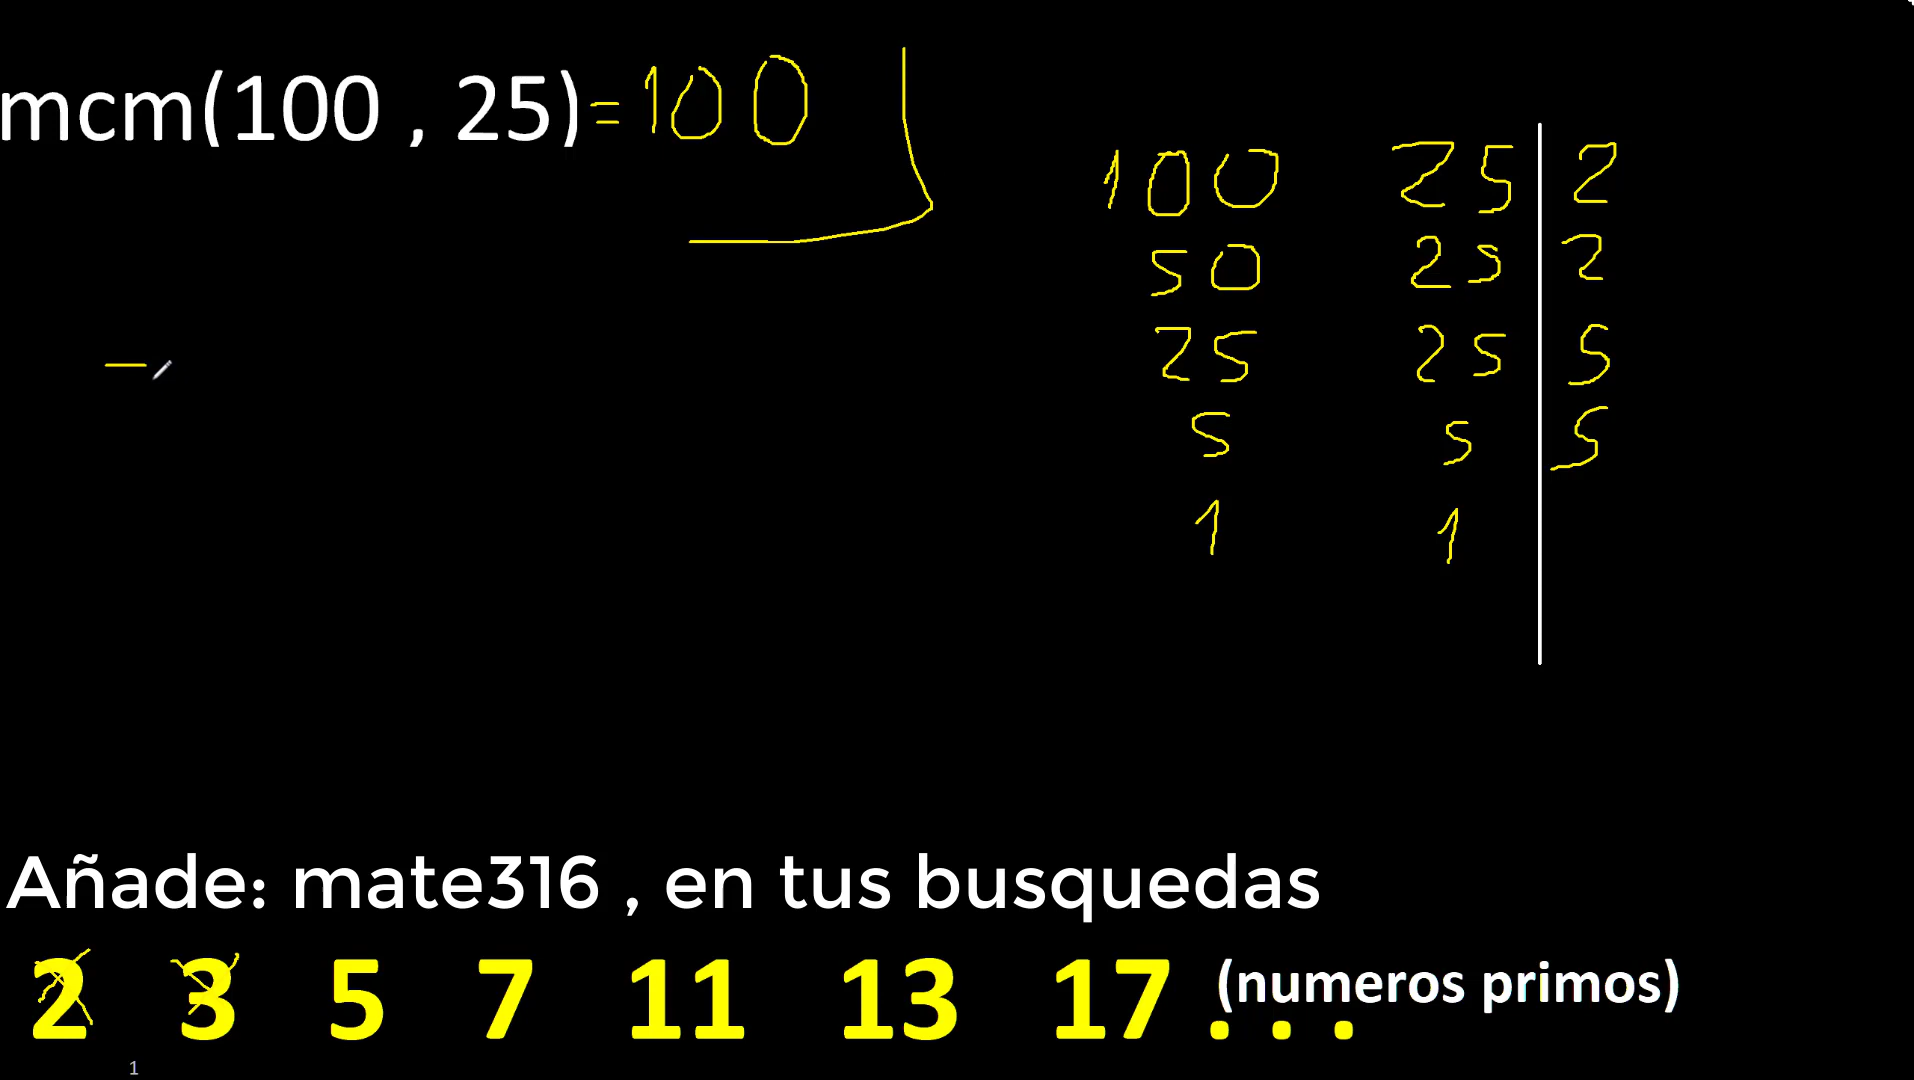 mcm(100 , 25)=100
100 25 2
50 25 2
25 25 5
5 5 5
1 1
Añade: mate316 , en tus busquedas
2 3 5 7 11 13 17 . . . (numeros primos)
1